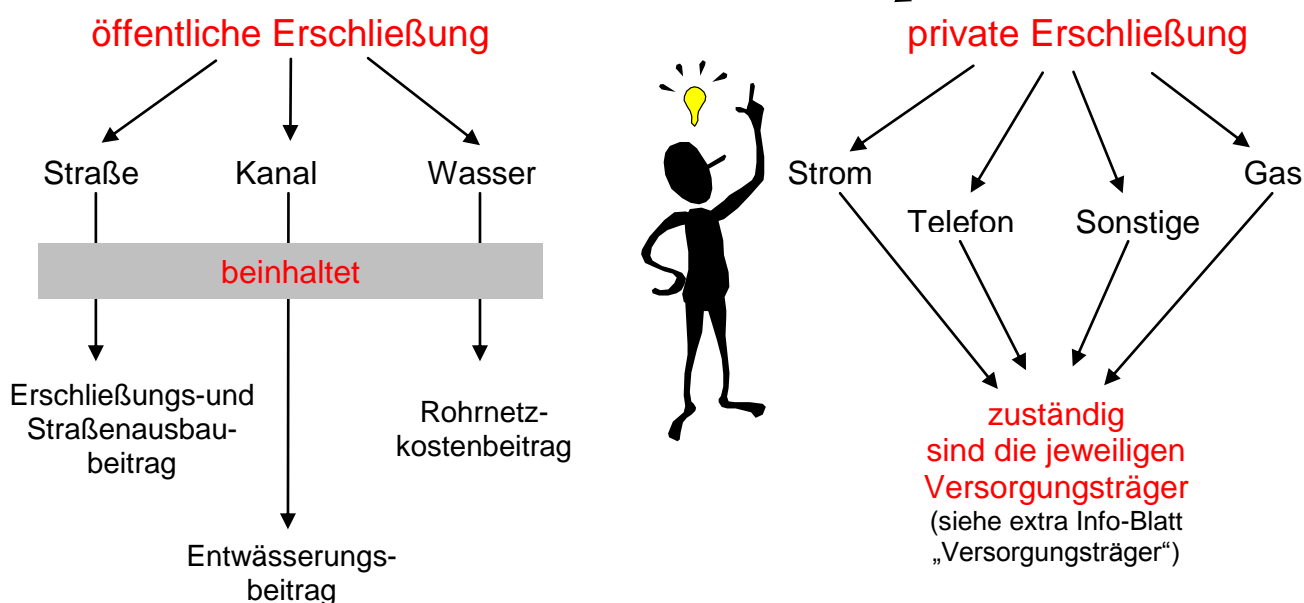 öffentliche Erschließung
Straße
Kanal
Wasser
beinhaltet
Erschließungs-und
Straßenausbau-
beitrag
Rohrnetz-
kostenbeitrag
Entwässerungs-
beitrag
private Erschließung
Strom
Gas
Telefon
Sonstige
zuständig
sind die jeweiligen
Versorgungsträger
(siehe extra Info-Blatt
„Versorgungsträger“)